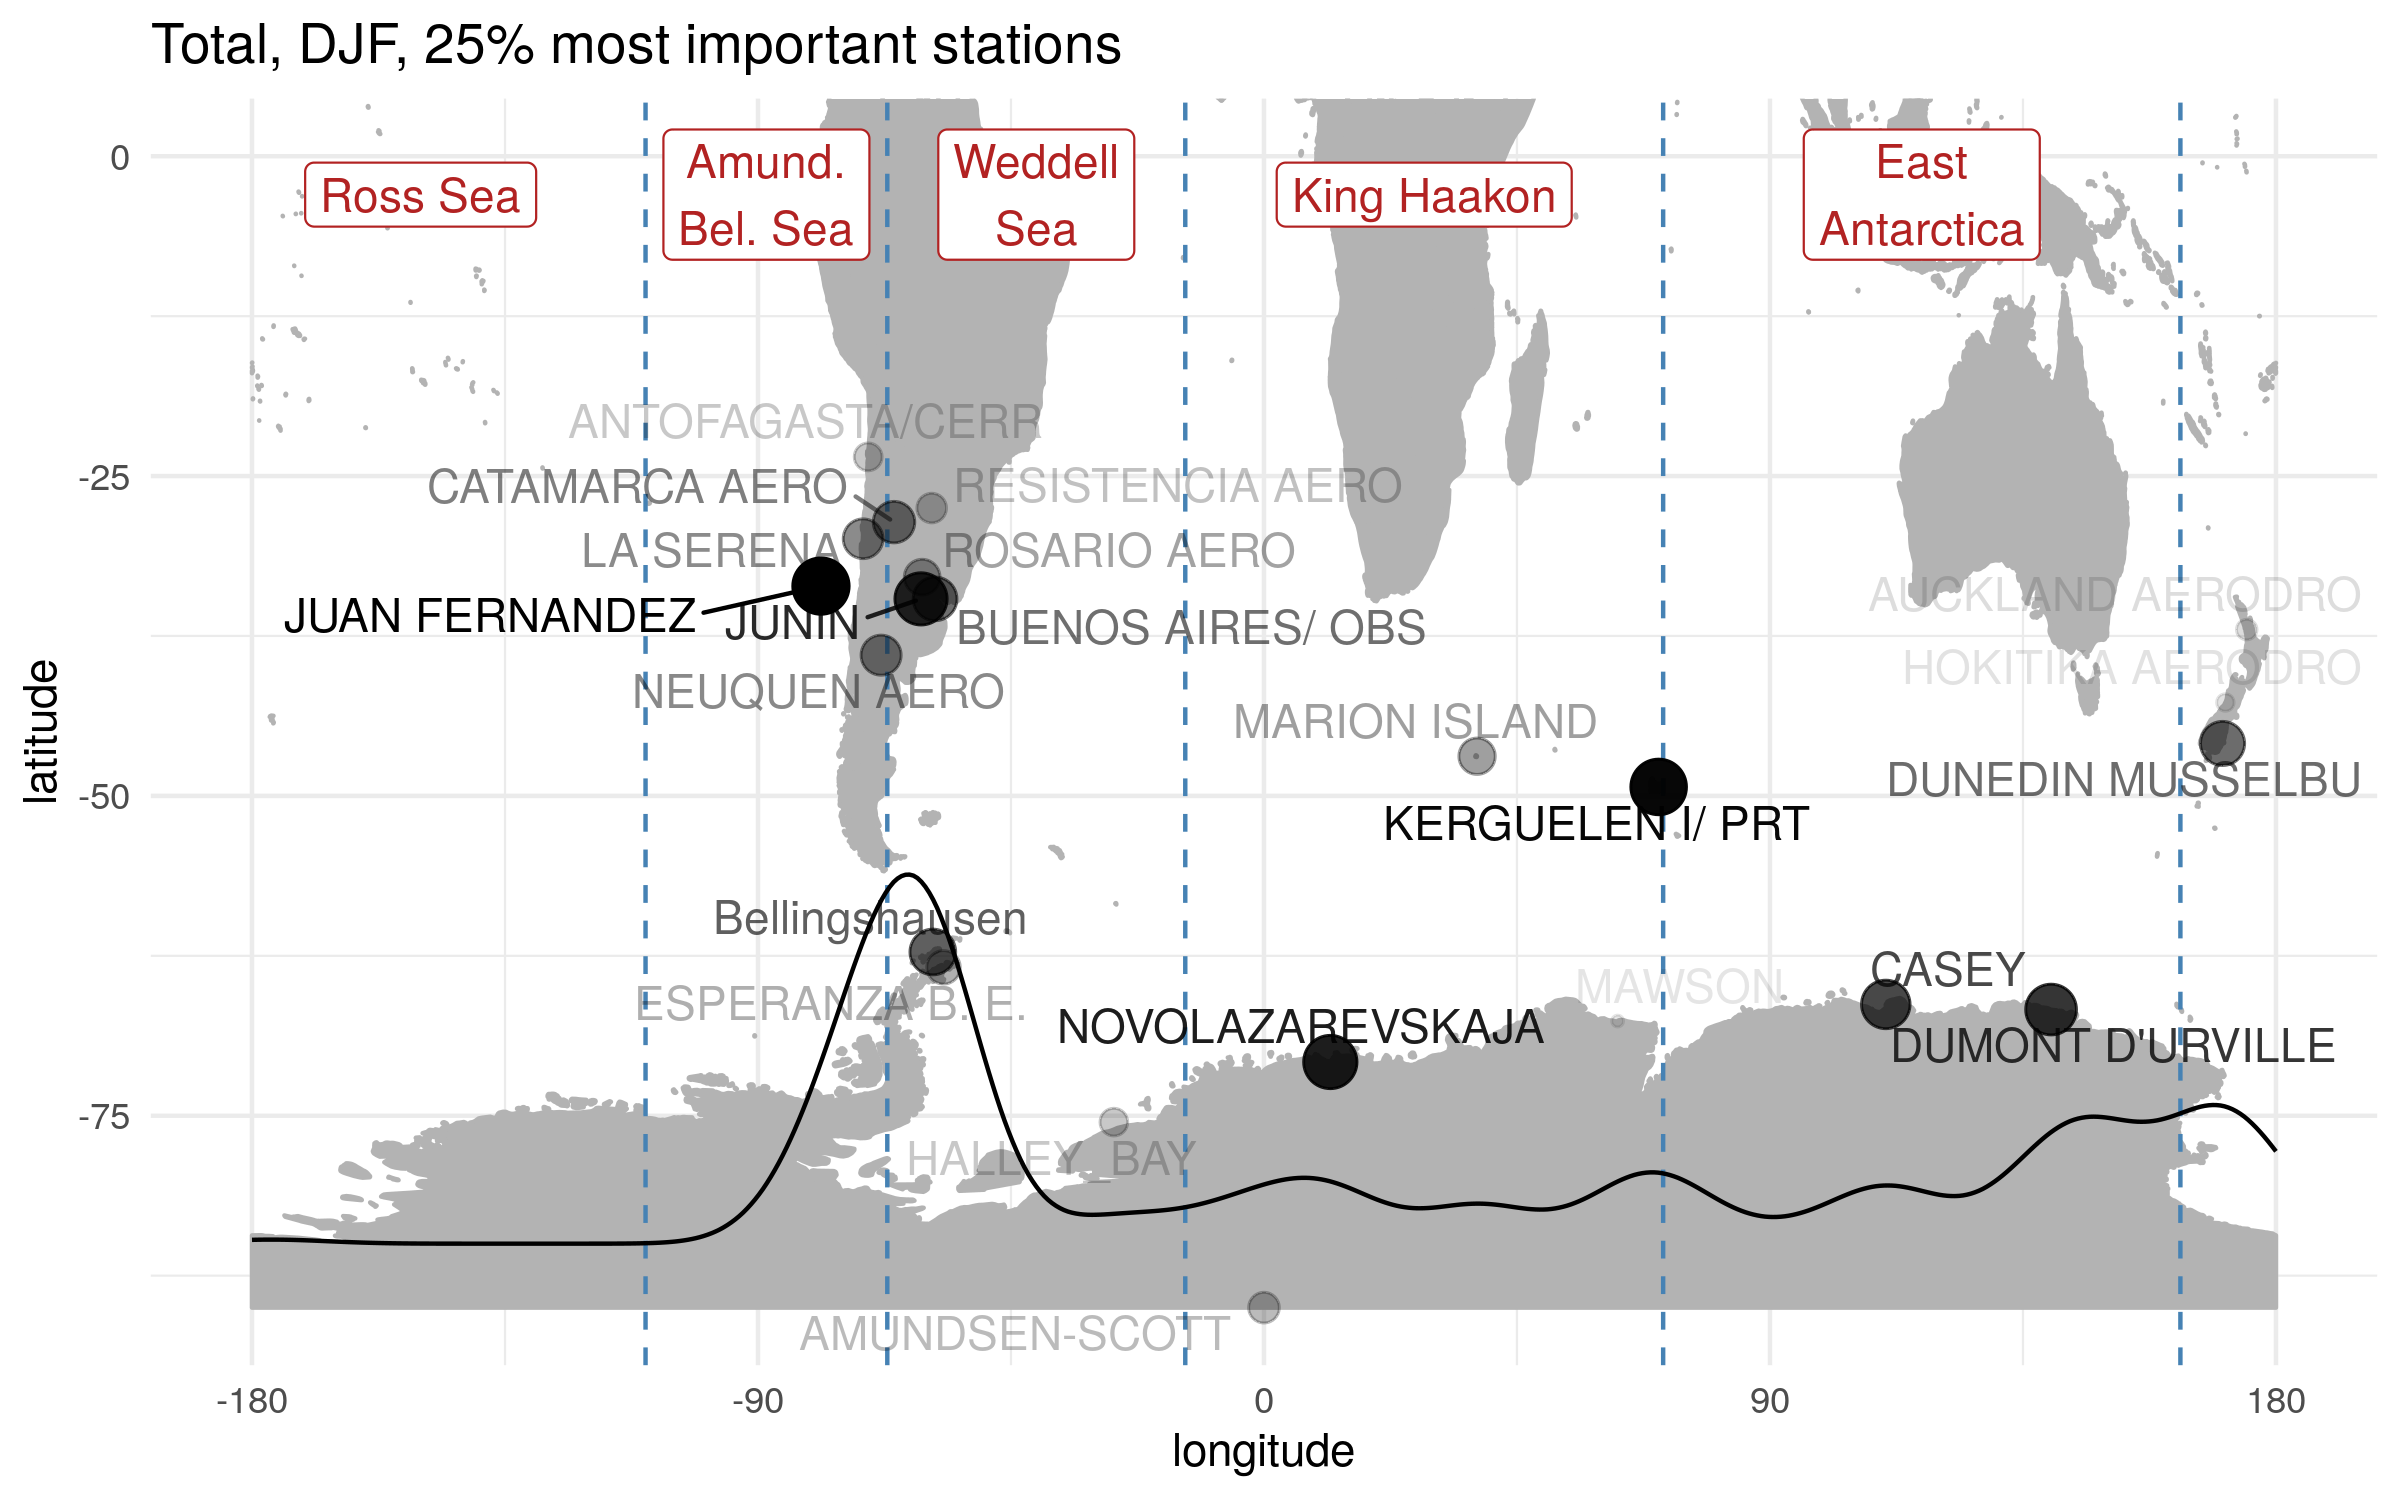 Total, DJF, 25% most important stations
0
-25
-50
-75
latitude
Ross Sea
Amund.
Bel. Sea
Weddell
Sea
King Haakon
East
Antarctica
ANTOFAGASTA/CERR
CATAMARCA AERO
RESISTENCIA AERO
LA SERENA
ROSARIO AERO
JUAN FERNANDEZ
JUNIN
BUENOS AIRES/ OBS
NEUQUEN AERO
AUCKLAND AERODRO
HOKITIKA AERODRO
MARION ISLAND
DUNEDIN MUSSELBU
KERGUELEN I/ PRT
Bellingshausen
ESPERANZA B. E.
MAWSON
CASEY
NOVOLAZAREVSKAJA
DUMONT D'URVILLE
HALLEY_BAY
AMUNDSEN-SCOTT
-180
-90
0
90
180
longitude